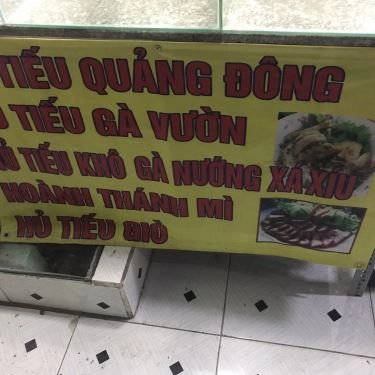 TIẾU QUẢNG ĐÔNG
TIẾU GÀ VƯỜN
TIẾU KHÔ GÀ NƯỚNG XÁ XÍU
HOÀNH THÁNH MÌ
HỦ TIẾU GIÒ